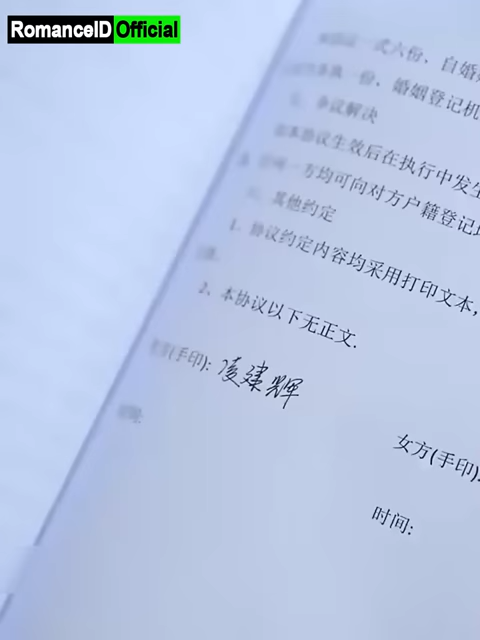 RomanceID Official
一式六份，自婚
一份，婚姻登记机
争议解决
本协议生效后在执行中发生
一方均可向对方户籍登记
其他约定
1、协议约定内容均采用打印文本，
2、本协议以下无正文.
(手印): 凌建辉
女方(手印):
时间: